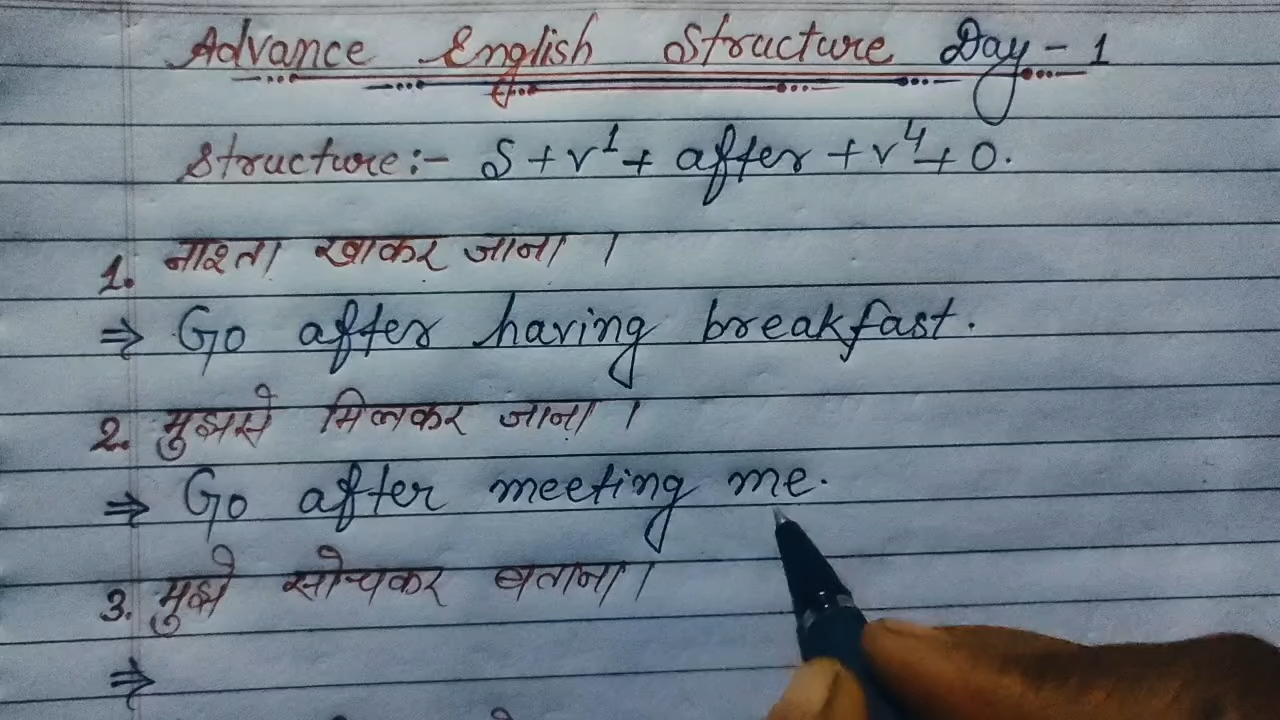 Advance English Structure Day-1
Structure:- S + v¹ + after + v⁴ + O.
1. नाश्ता खाकर जाना ।
⇒ Go after having breakfast.
2. मुझसे मिलकर जाना ।
⇒ Go after meeting me.
3. मुझे सोचकर बताना ।
⇒